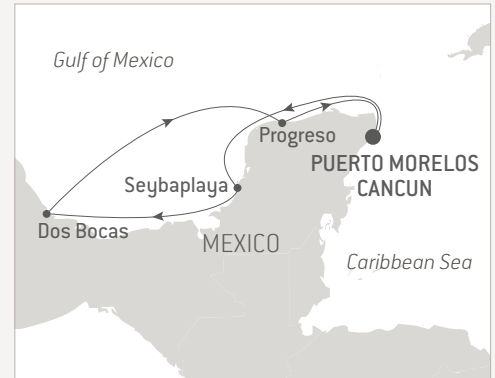 Gulf of Mexico
Progreso
PUERTO MORELOS
CANCUN
Seybaplaya
Dos Bocas
MEXICO
Caribbean Sea